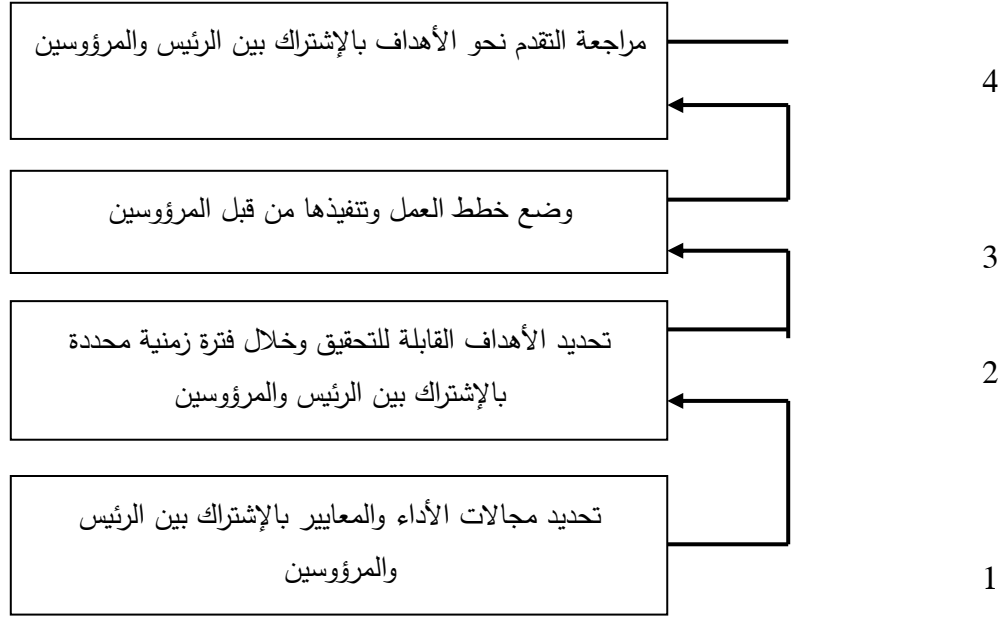 مراجعة التقدم نحو الأهداف بالإشتراك بين الرئيس والمرؤوسين
4
وضع خطط العمل وتنفيذها من قبل المرؤوسين
3
تحديد الأهداف القابلة للتحقيق وخلال فترة زمنية محددة
بالإشتراك بين الرئيس والمرؤوسين
2
تحديد مجالات الأداء والمعايير بالإشتراك بين الرئيس
والمرؤوسين
1